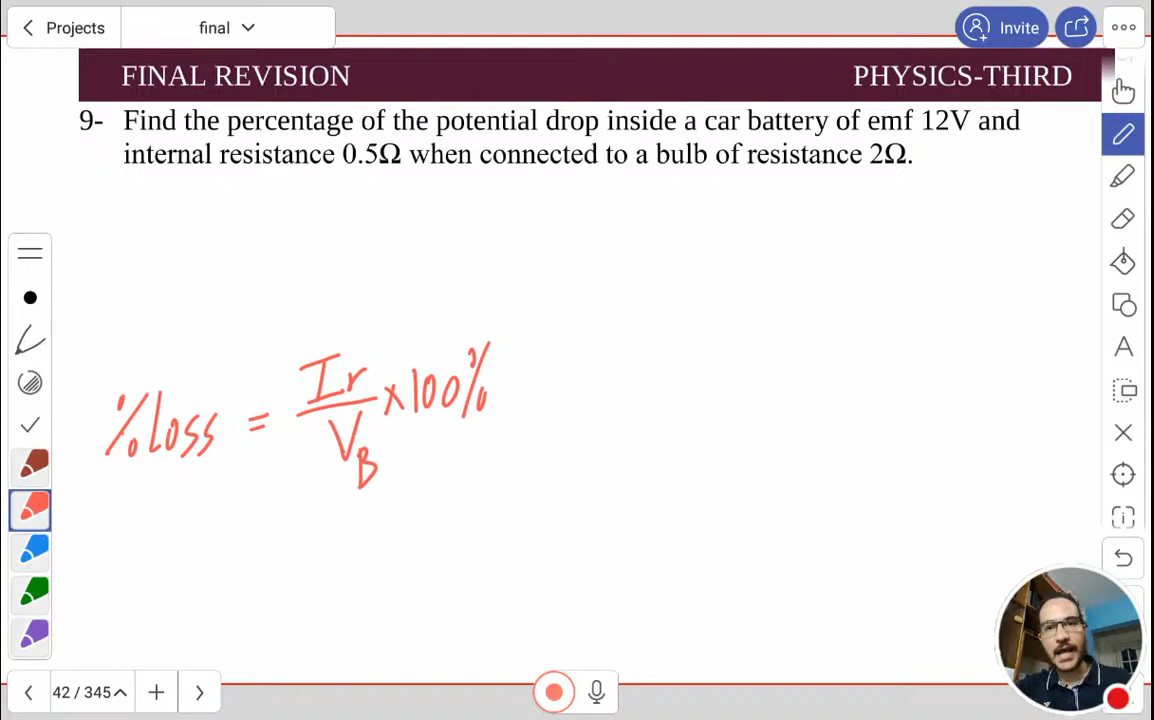 Projects
final
Invite
FINAL REVISION PHYSICS-THIRD
9- Find the percentage of the potential drop inside a car battery of emf 12V and
internal resistance 0.5Ω when connected to a bulb of resistance 2Ω.
% Loss = Ir/V_B × 100%
A
42 / 345